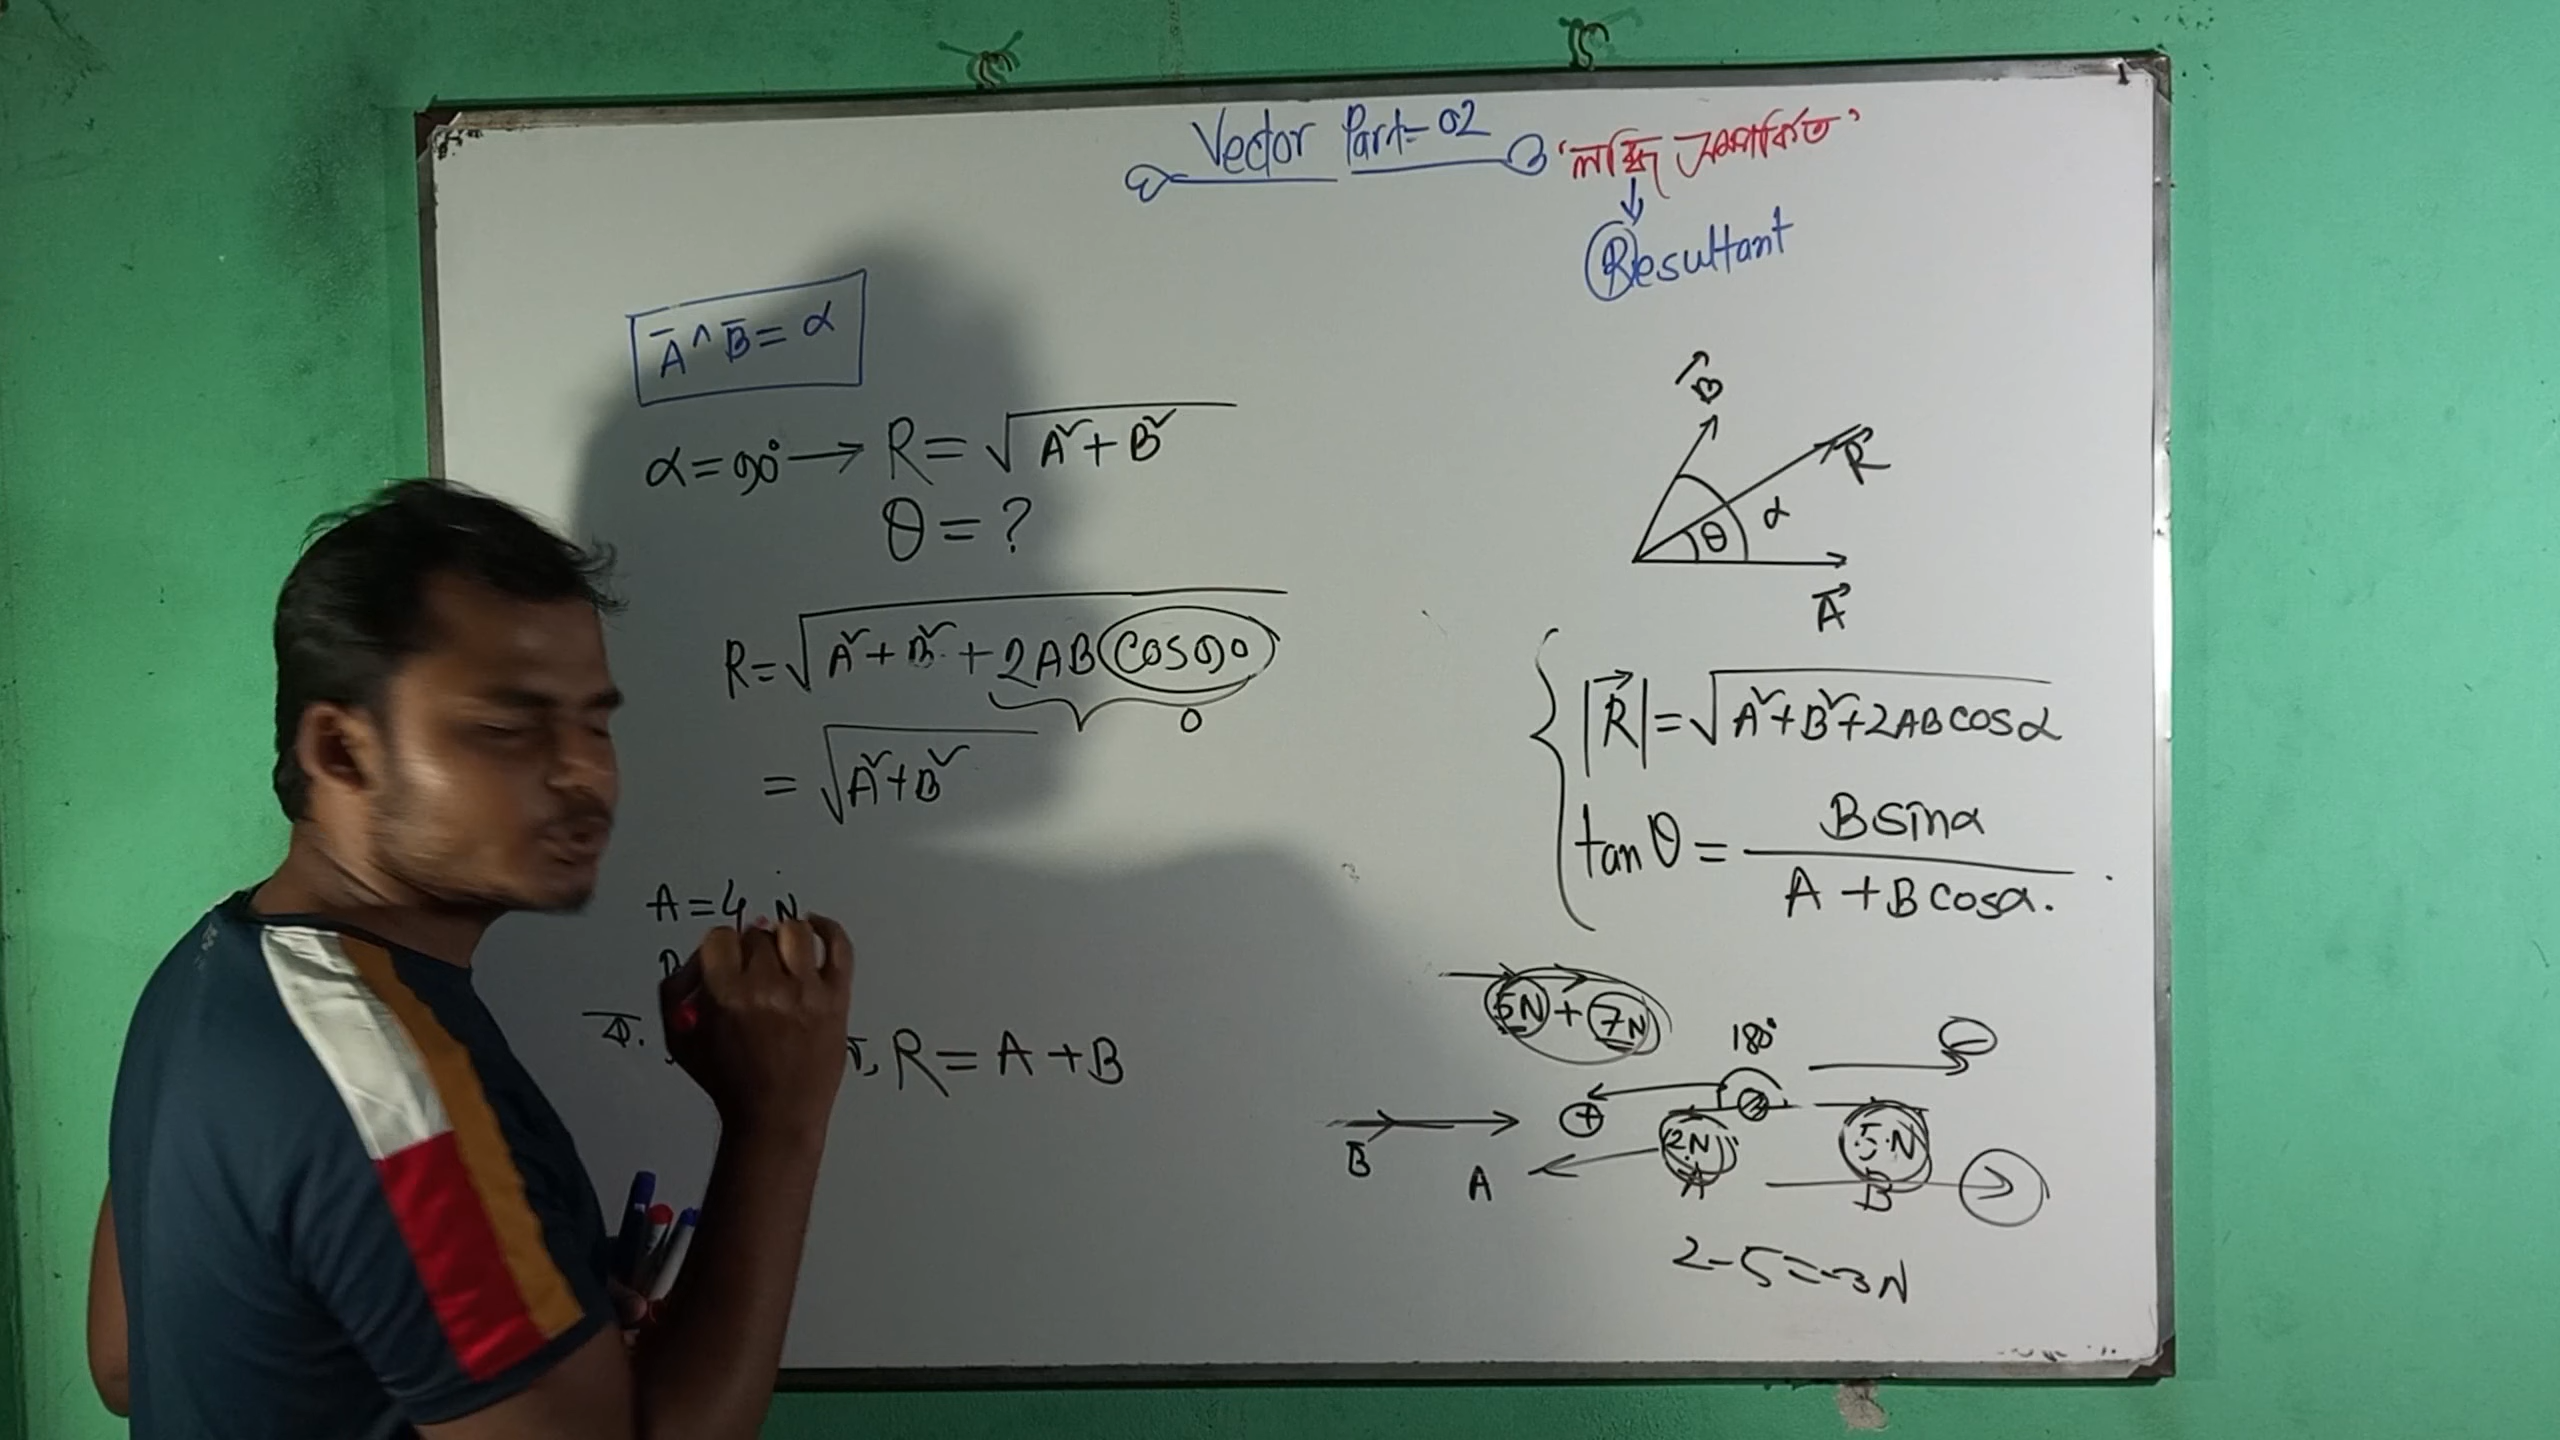 Vector Part-02 'লব্ধি সম্পর্কিত'
↓
Resultant
A̅ ^ B̅ = α
α = 90° → R = √(A² + B²)
θ = ?
R = √(A² + B² + 2AB cos90)
0
= √(A² + B²)
A = 4 N
R = A + B
B⃗
R⃗
θ α
A⃗
|R⃗| = √(A² + B² + 2AB cosα)
tan θ = B sinα / (A + B cosα).
5N + 7N
180° −
+
2N 5N
B A A B
2 - 5 = -3N